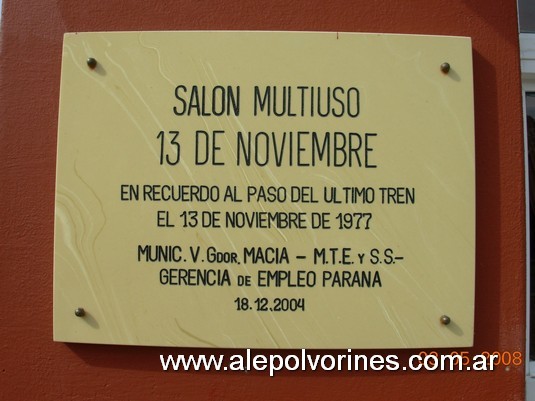 SALON MULTIUSO
13 DE NOVIEMBRE
EN RECUERDO AL PASO DEL ULTIMO TREN
EL 13 DE NOVIEMBRE DE 1977
MUNIC. V. GDOR. MACIA - M.T.E. Y S.S.-
GERENCIA DE EMPLEO PARANA
18.12.2004
www.alepolvorines.com.ar
2008